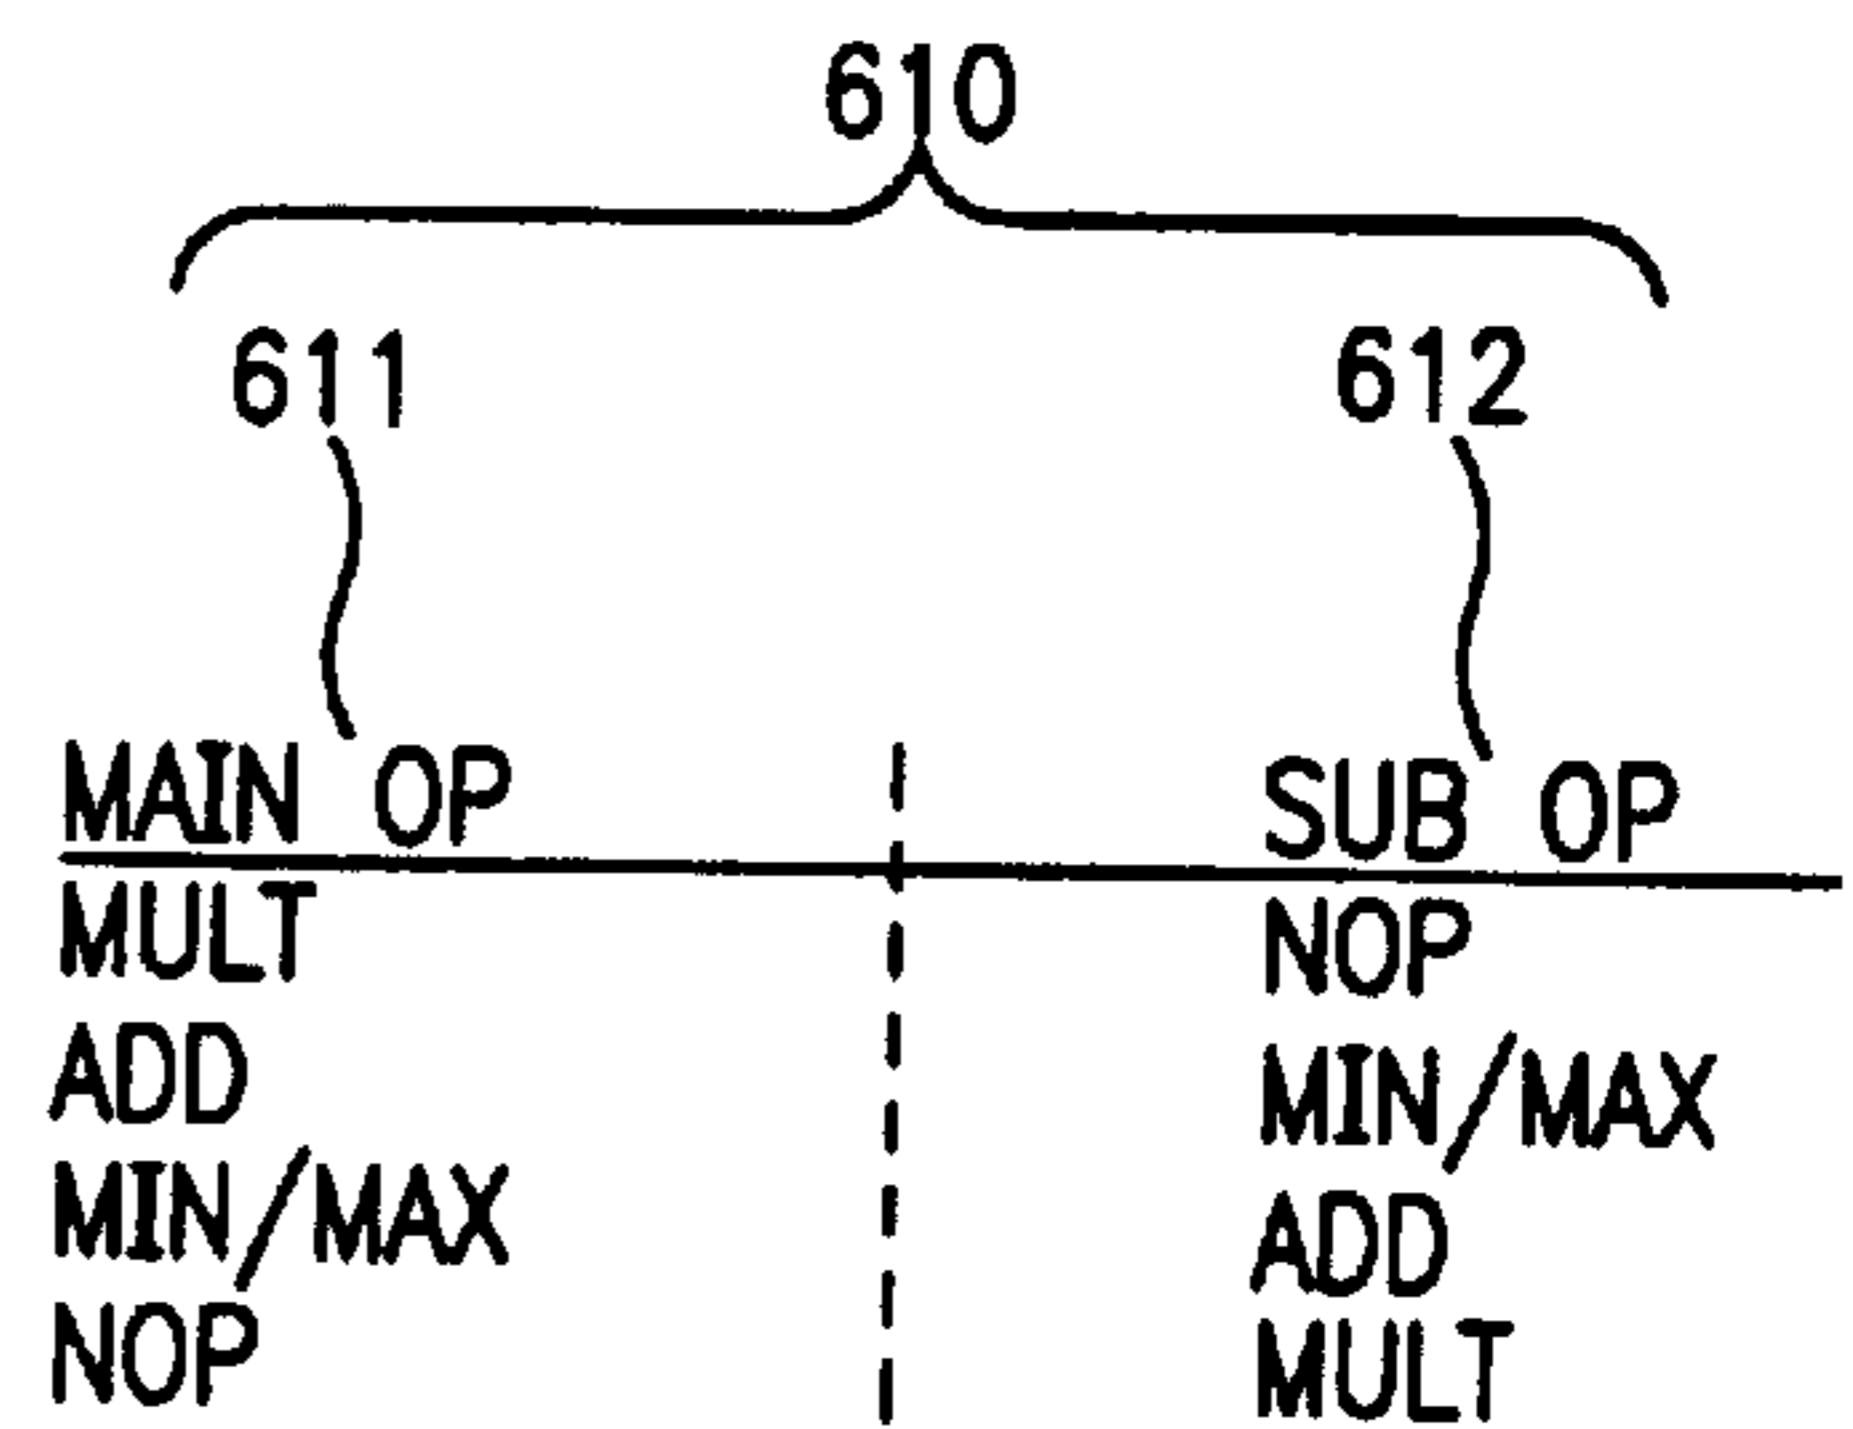 610
611 612
MAIN OP SUB OP
MULT NOP
ADD MIN/MAX
MIN/MAX ADD
NOP MULT